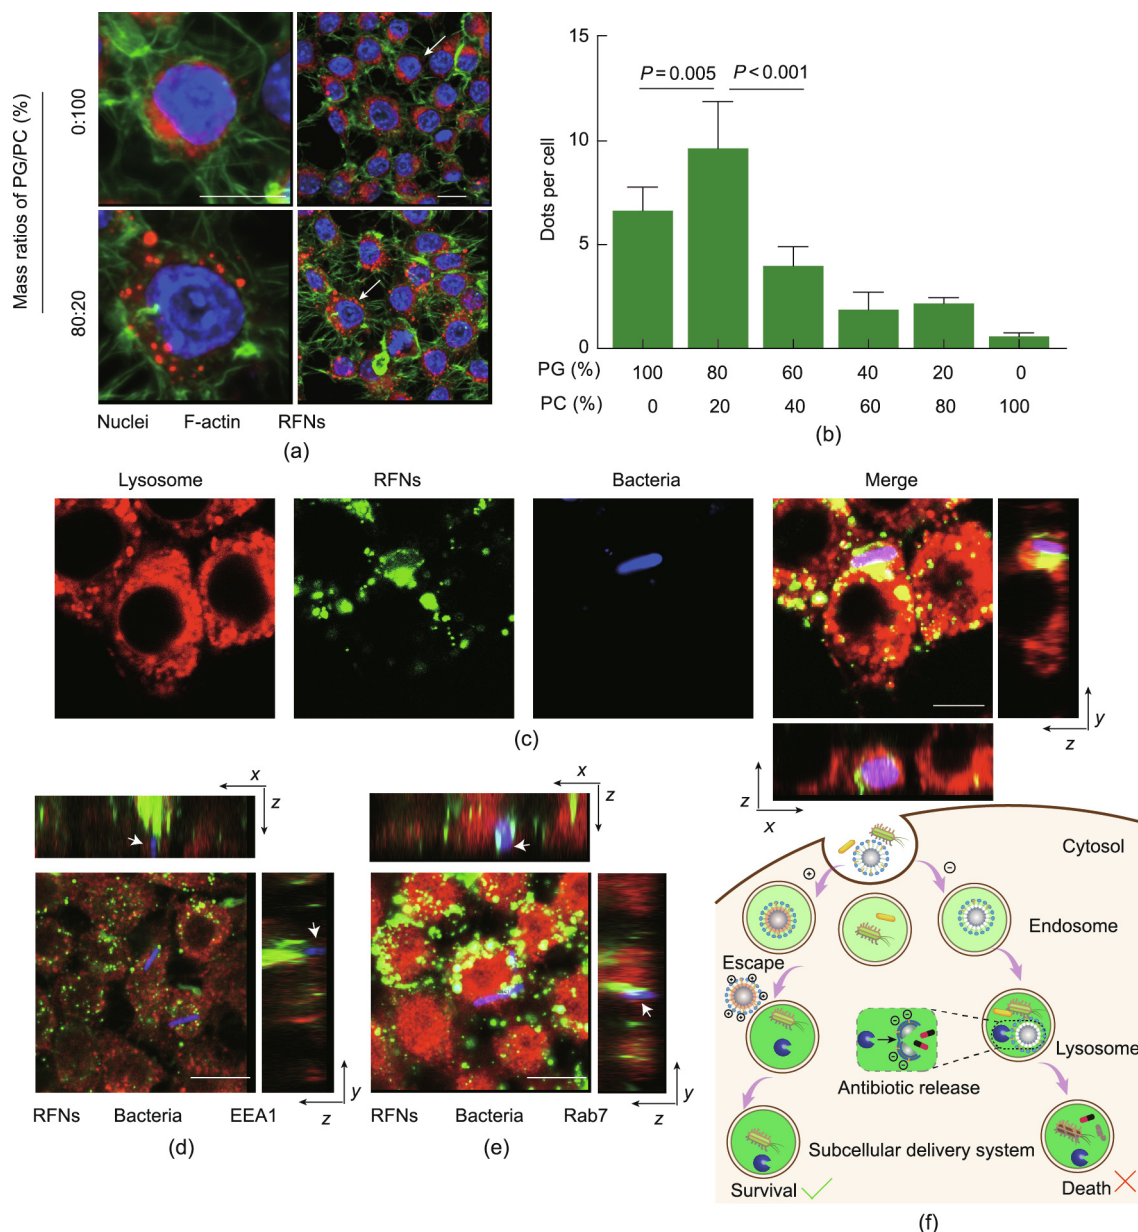 Mass ratios of PG/PC (%)
0:100
80:20
Nuclei F-actin RFNs
(a)
15
10
5
0
Dots per cell
P=0.005 P<0.001
PG (%) 100 80 60 40 20 0
PC (%) 0 20 40 60 80 100
(b)
Lysosome RFNs Bacteria Merge
y
z
z
x
(c)
x
z
y
z
RFNs Bacteria EEA1
(d)
x
z
y
z
RFNs Bacteria Rab7
(e)
Cytosol
+ −
Endosome
Escape
Lysosome
Antibiotic release
Subcellular delivery system
Survival Death
(f)